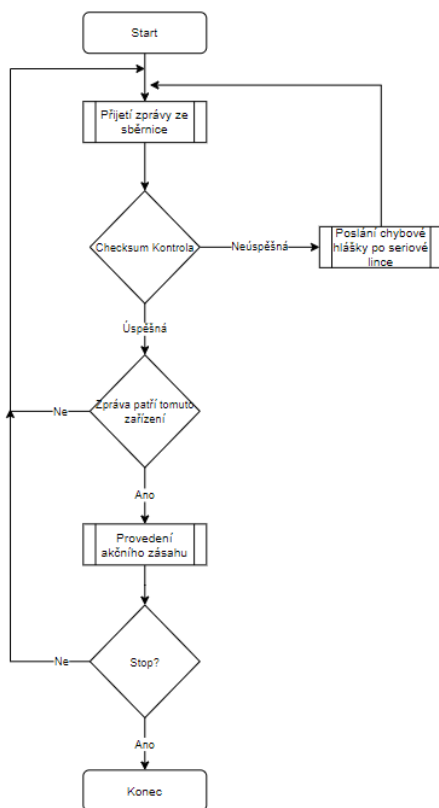 Start
Přijetí zprávy ze
sběrnice
Checksum Kontrola
Neúspěšná
Poslání chybové
hlášky po seriové
lince
Úspěšná
Zpráva patří tomuto
zařízení
Ne
Ano
Provedení
akčního zásahu
Stop?
Ne
Ano
Konec